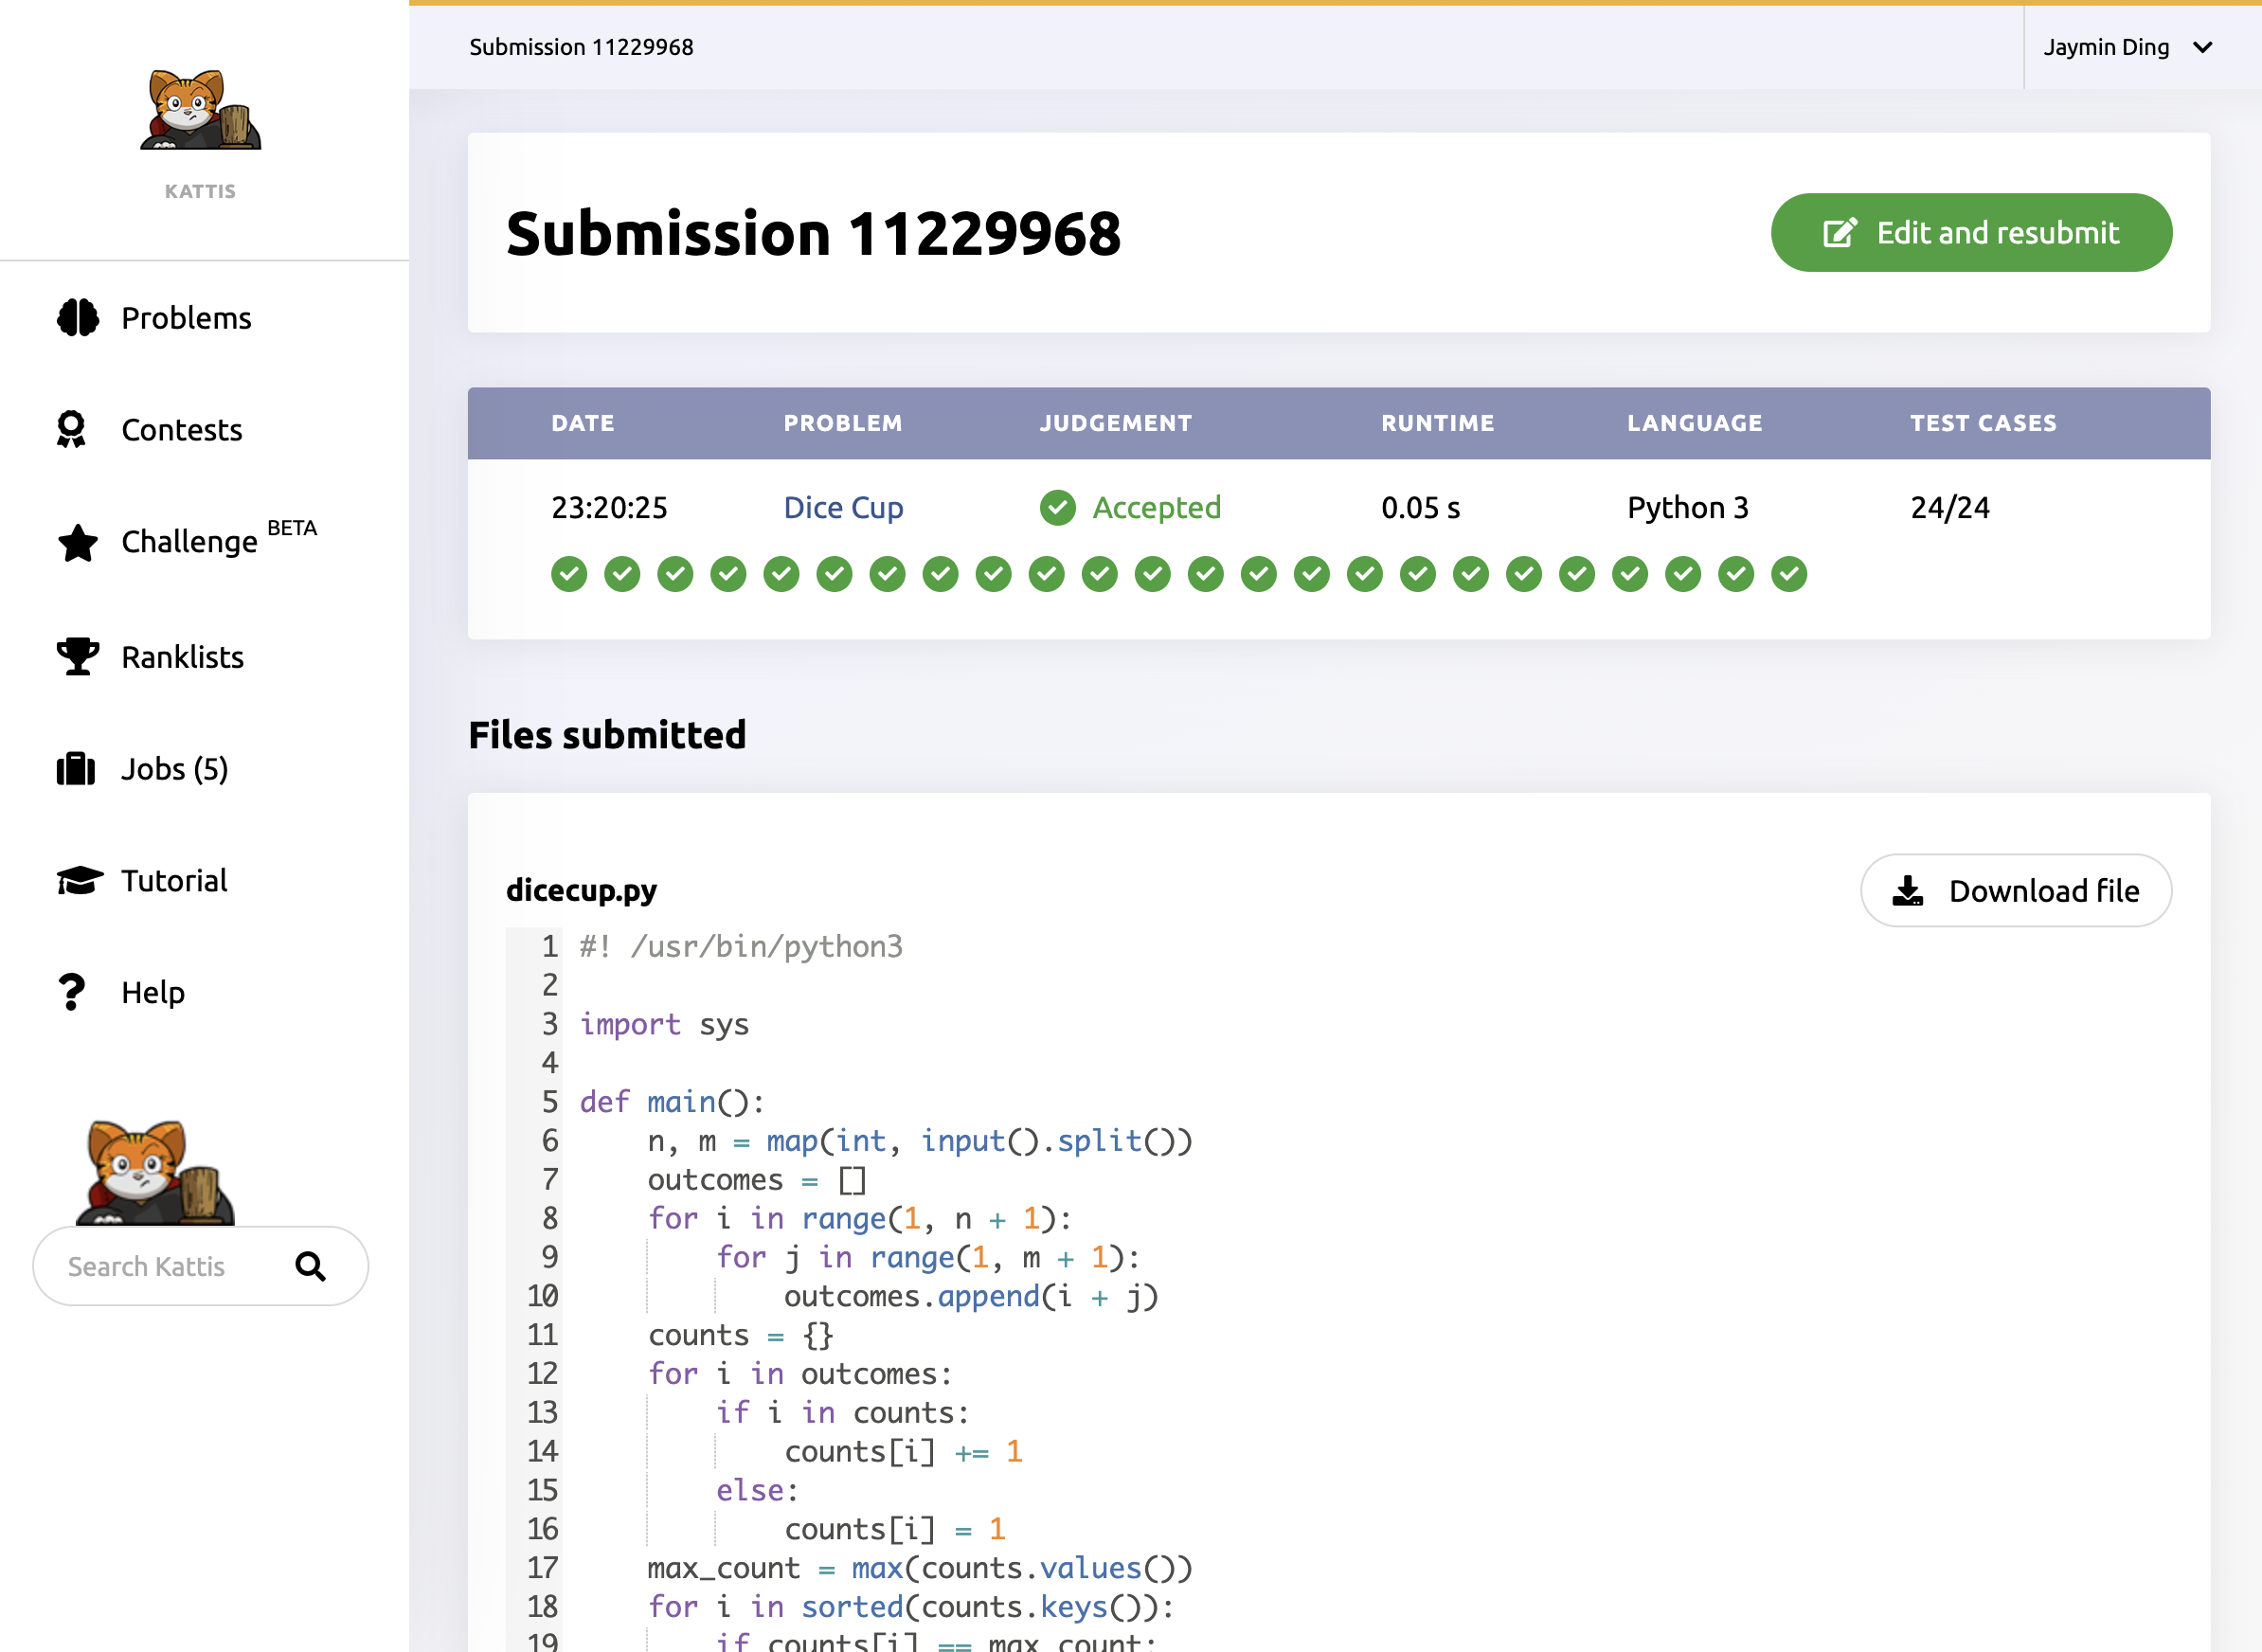 Submission 11229968
Jaymin Ding
KATTIS
Problems
Contests
Challenge BETA
Ranklists
Jobs (5)
Tutorial
Help
Search Kattis
Submission 11229968
Edit and resubmit
DATE PROBLEM JUDGEMENT RUNTIME LANGUAGE TEST CASES
23:20:25 Dice Cup Accepted 0.05 s Python 3 24/24
Files submitted
dicecup.py
Download file
1 #! /usr/bin/python3
2
3 import sys
4
5 def main():
6     n, m = map(int, input().split())
7     outcomes = []
8     for i in range(1, n + 1):
9         for j in range(1, m + 1):
10             outcomes.append(i + j)
11     counts = {}
12     for i in outcomes:
13         if i in counts:
14             counts[i] += 1
15         else:
16             counts[i] = 1
17     max_count = max(counts.values())
18     for i in sorted(counts.keys()):
19         if counts[i] == max_count: